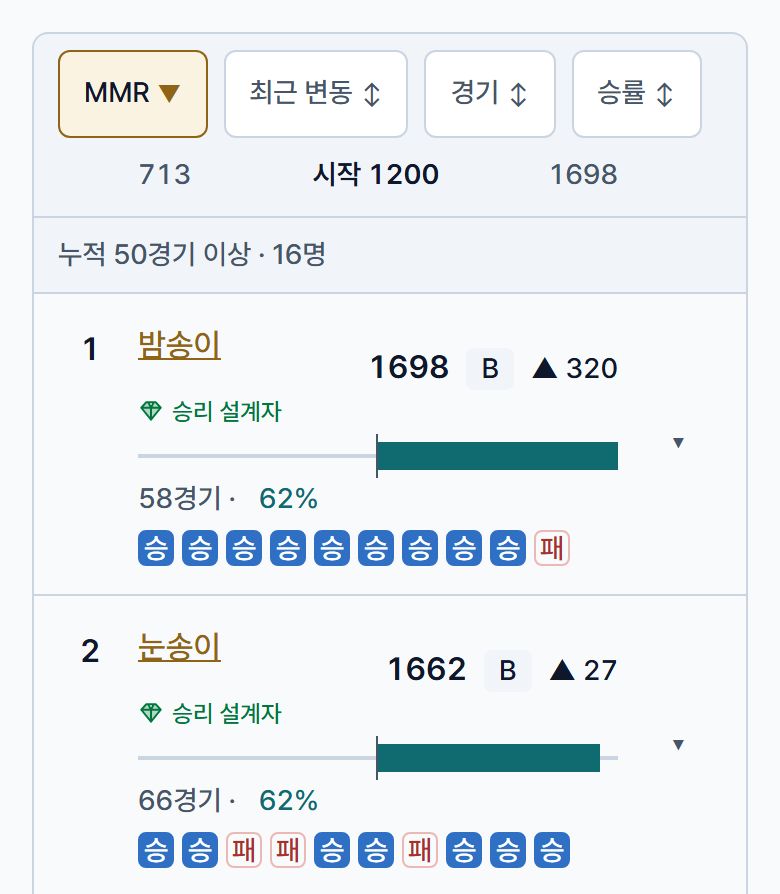 MMR ▼ 최근 변동 ↕ 경기 ↕ 승률 ↕
713 시작 1200 1698
누적 50경기 이상 · 16명
1 밤송이 1698 B ▲ 320
승리 설계자
▼
58경기 · 62%
승 승 승 승 승 승 승 승 승 패
2 눈송이 1662 B ▲ 27
승리 설계자
▼
66경기 · 62%
승 승 패 패 승 승 패 승 승 승